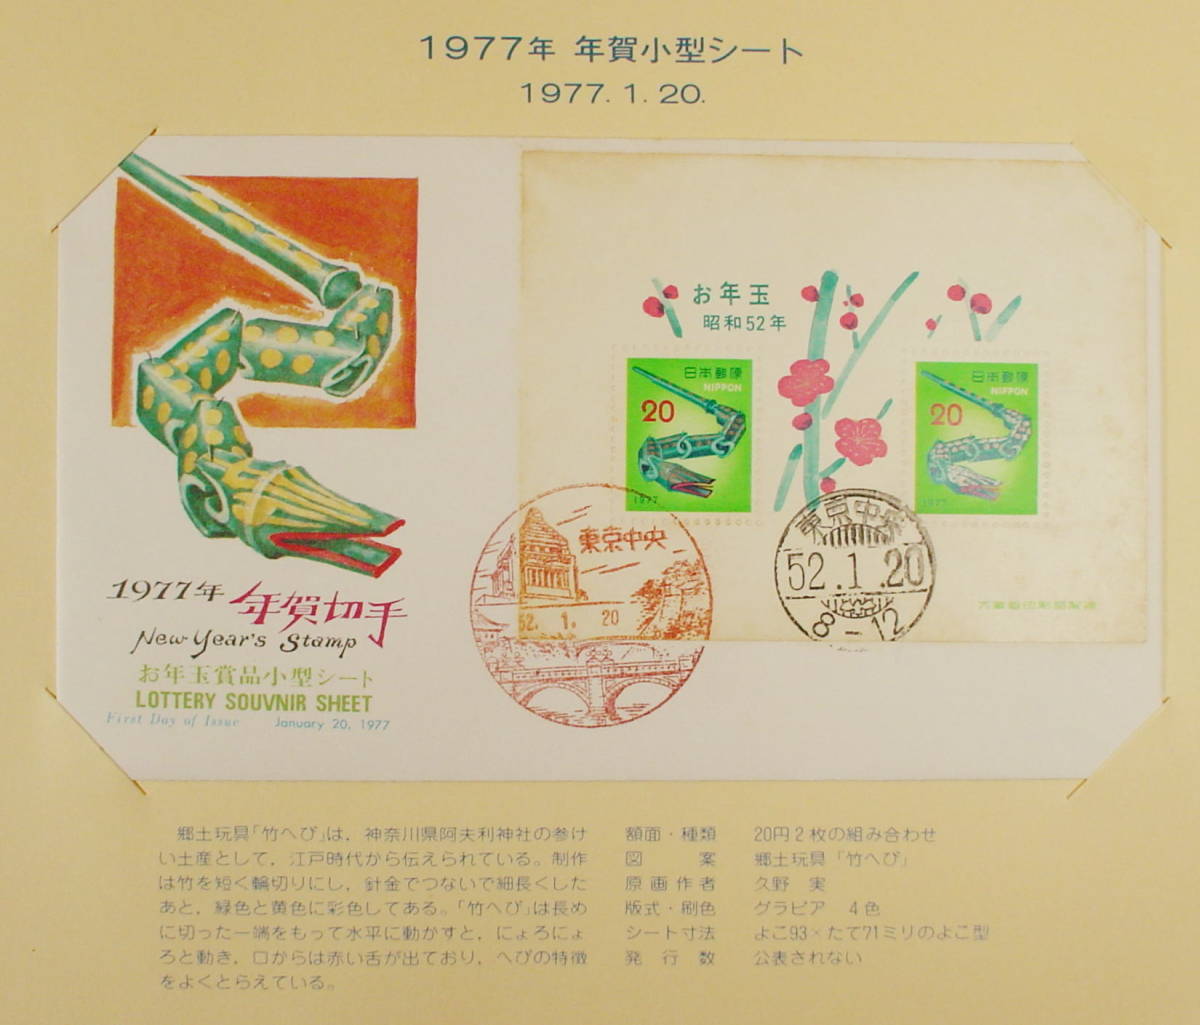 1977年 年賀小型シート
1977. 1. 20.
お年玉
昭和52年
日本郵便
NIPPON
20
1977
日本郵便
NIPPON
20
1977
東京中央
52. 1. 20
東京中央
52.1.20
8-12
大蔵省印刷局製造
1977年 年賀切手
New Year's Stamp
お年玉賞品小型シート
LOTTERY SOUVNIR SHEET
First Day of Issue January 20, 1977
郷土玩具「竹へび」は，神奈川県阿夫利神社の参け
い土産として，江戸時代から伝えられている。制作
は竹を短く輪切りにし，針金でつないで細長くした
あと，緑色と黄色に彩色してある。「竹へび」は長め
に切った一端をもって水平に動かすと，にょろにょ
ろと動き，口からは赤い舌が出ており，へびの特徴
をよくとらえている。
額面・種類 20円2枚の組み合わせ
図案 郷土玩具「竹へび」
原画作者 久野 実
版式・刷色 グラビア 4色
シート寸法 よこ93×たて71ミリのよこ型
発行数 公表されない